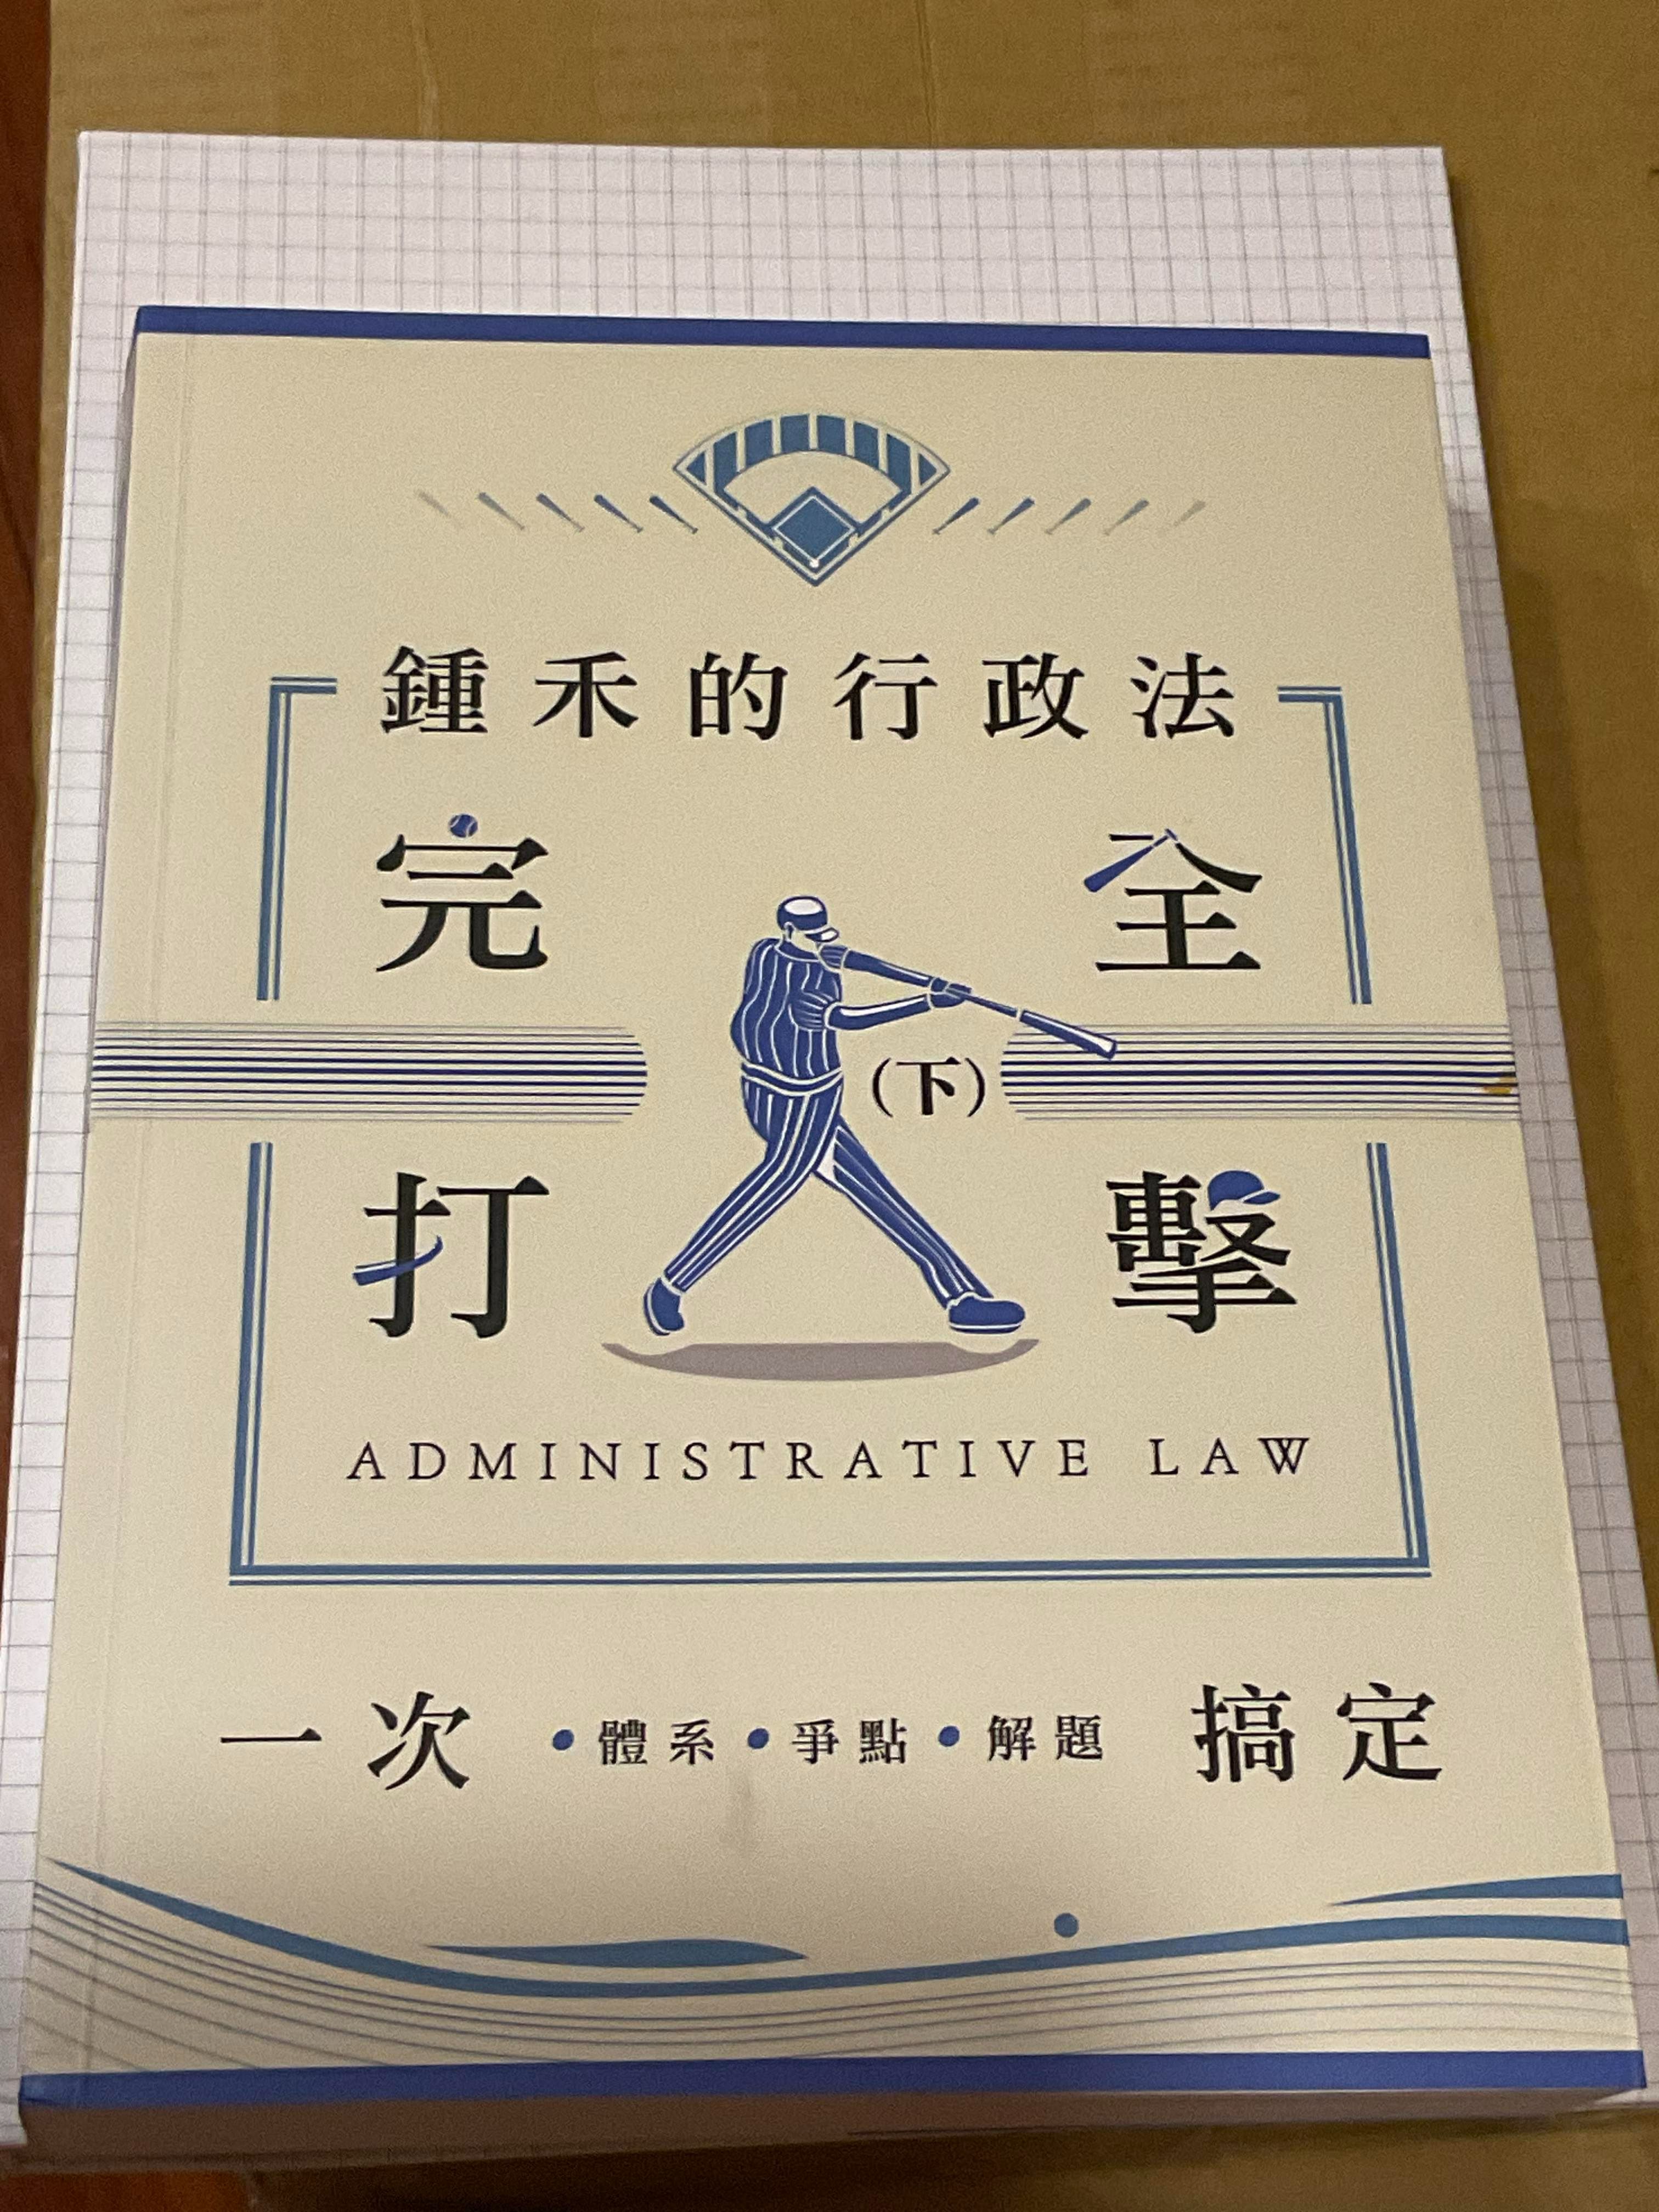 鍾禾的行政法
完全
(下)
打擊
ADMINISTRATIVE LAW
一次 •體系•爭點•解題 搞定